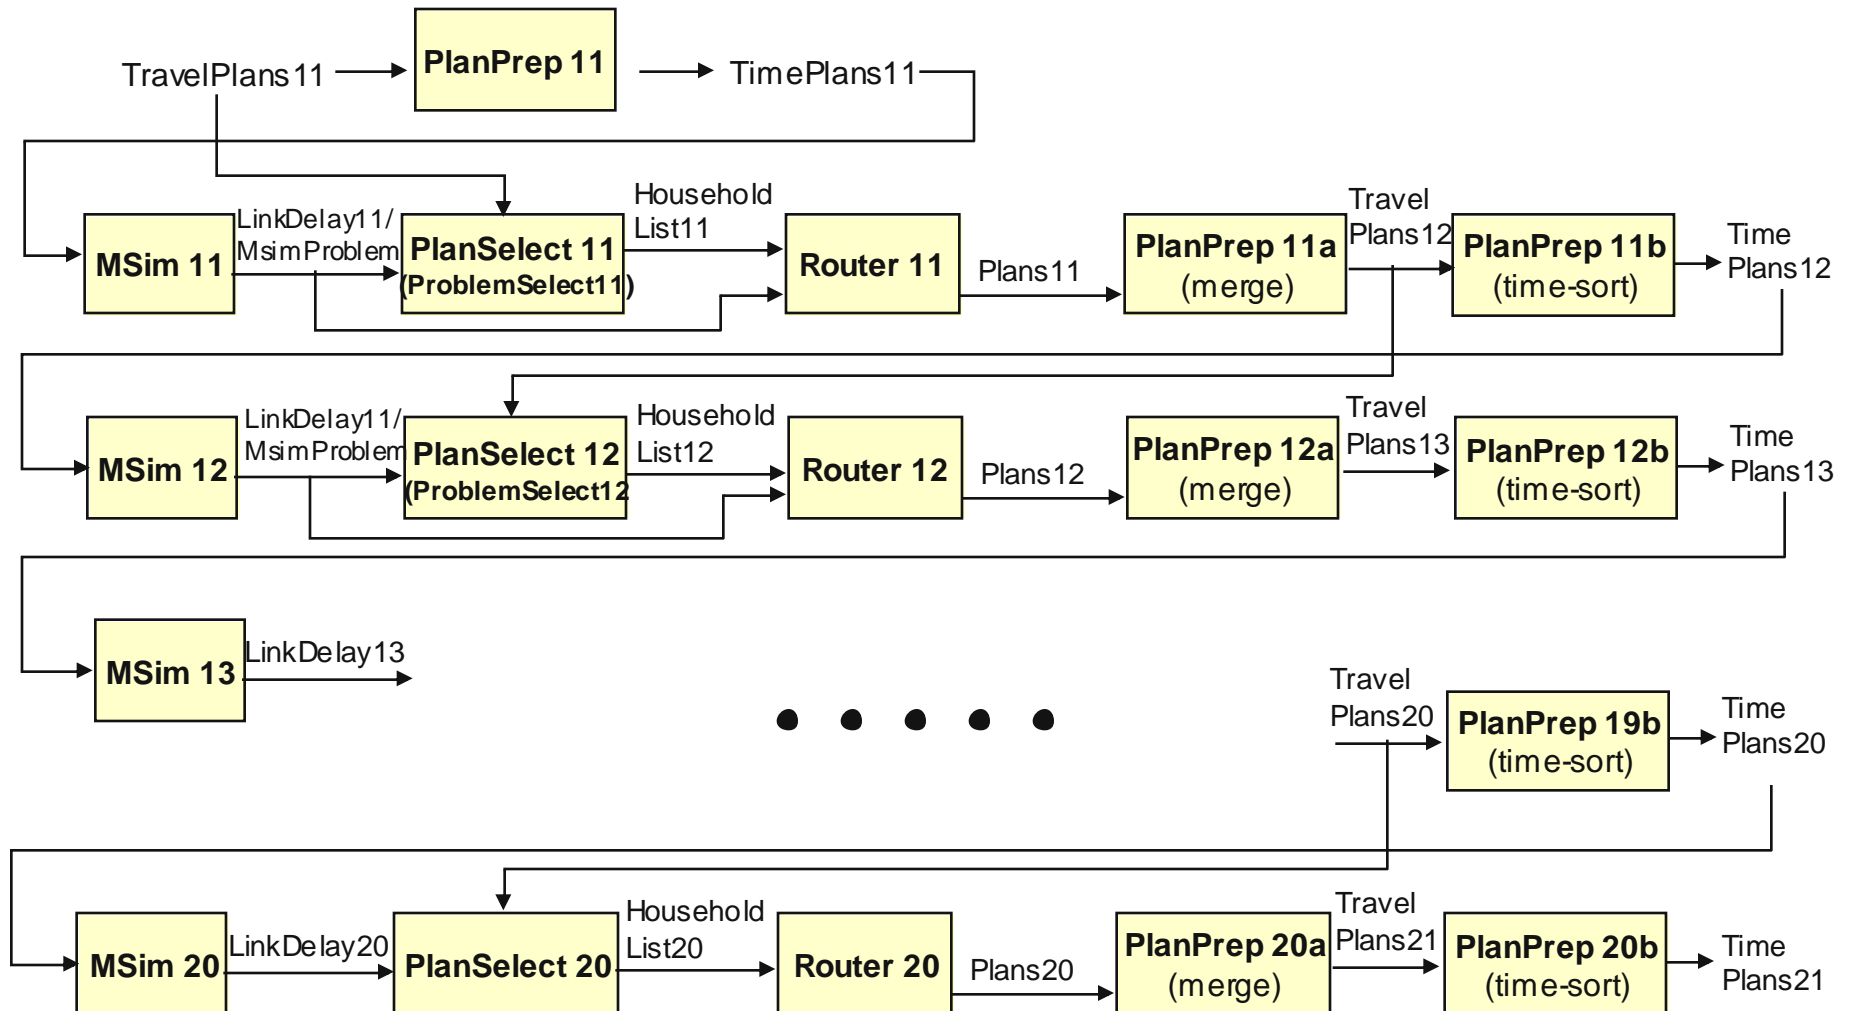 TravelPlans11
PlanPrep 11
TimePlans11
MSim 11
LinkDelay11/
MsimProblem
PlanSelect 11
(ProblemSelect11)
Household
List11
Router 11
Plans11
PlanPrep 11a
(merge)
Travel
Plans12
PlanPrep 11b
(time-sort)
Time
Plans12
MSim 12
LinkDelay11/
MsimProblem
PlanSelect 12
(ProblemSelect12
Household
List12
Router 12
Plans12
PlanPrep 12a
(merge)
Travel
Plans13
PlanPrep 12b
(time-sort)
Time
Plans13
MSim 13
LinkDelay13
Travel
Plans20
PlanPrep 19b
(time-sort)
Time
Plans20
MSim 20
LinkDelay20
PlanSelect 20
Household
List20
Router 20
Plans20
PlanPrep 20a
(merge)
Travel
Plans21
PlanPrep 20b
(time-sort)
Time
Plans21